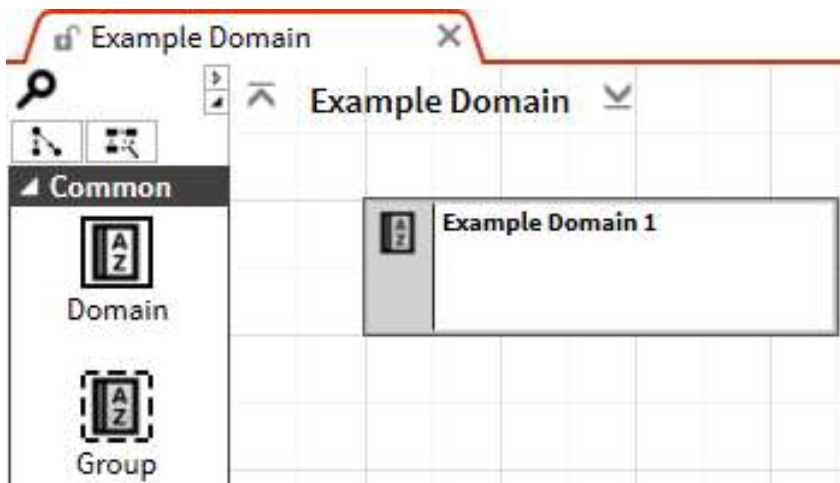 Example Domain
Example Domain
Common
Example Domain 1
A
Z
Domain
A
Z
Group